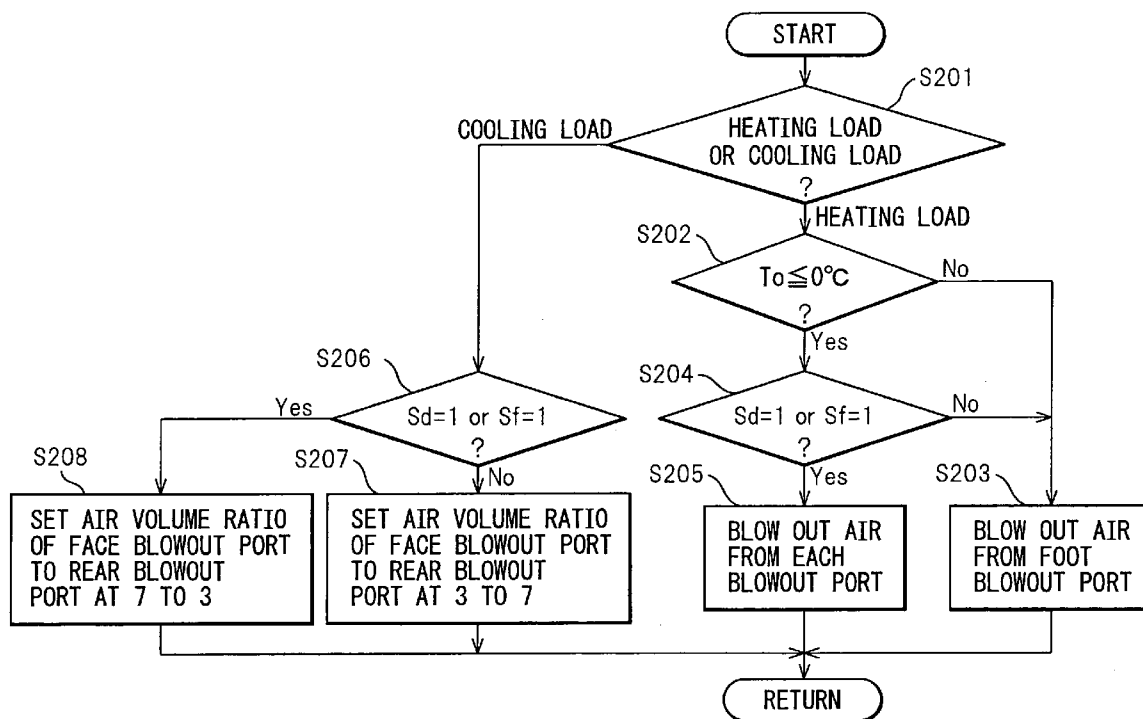 START
S201
COOLING LOAD
HEATING LOAD
OR COOLING LOAD
?
HEATING LOAD
S202
To≦0℃
?
No
Yes
S206
Yes
Sd=1 or Sf=1
?
No
S204
Sd=1 or Sf=1
?
No
Yes
S208
SET AIR VOLUME RATIO
OF FACE BLOWOUT PORT
TO REAR BLOWOUT
PORT AT 7 TO 3
S207
SET AIR VOLUME RATIO
OF FACE BLOWOUT PORT
TO REAR BLOWOUT
PORT AT 3 TO 7
S205
BLOW OUT AIR
FROM EACH
BLOWOUT PORT
S203
BLOW OUT AIR
FROM FOOT
BLOWOUT PORT
RETURN